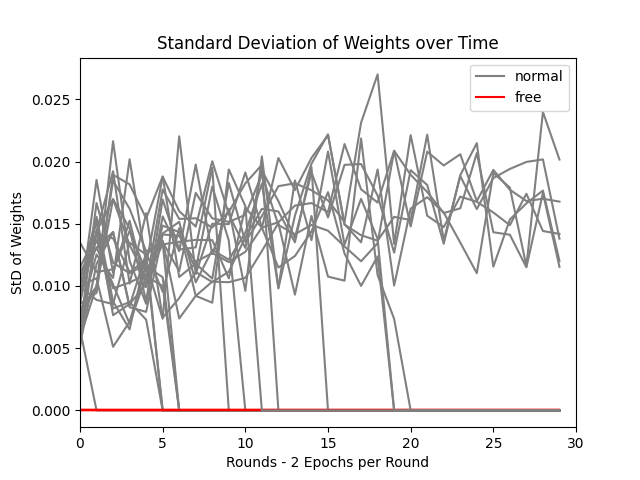 Standard Deviation of Weights over Time
normal
free
StD of Weights
0.025
0.020
0.015
0.010
0.005
0.000
0 5 10 15 20 25 30
Rounds - 2 Epochs per Round